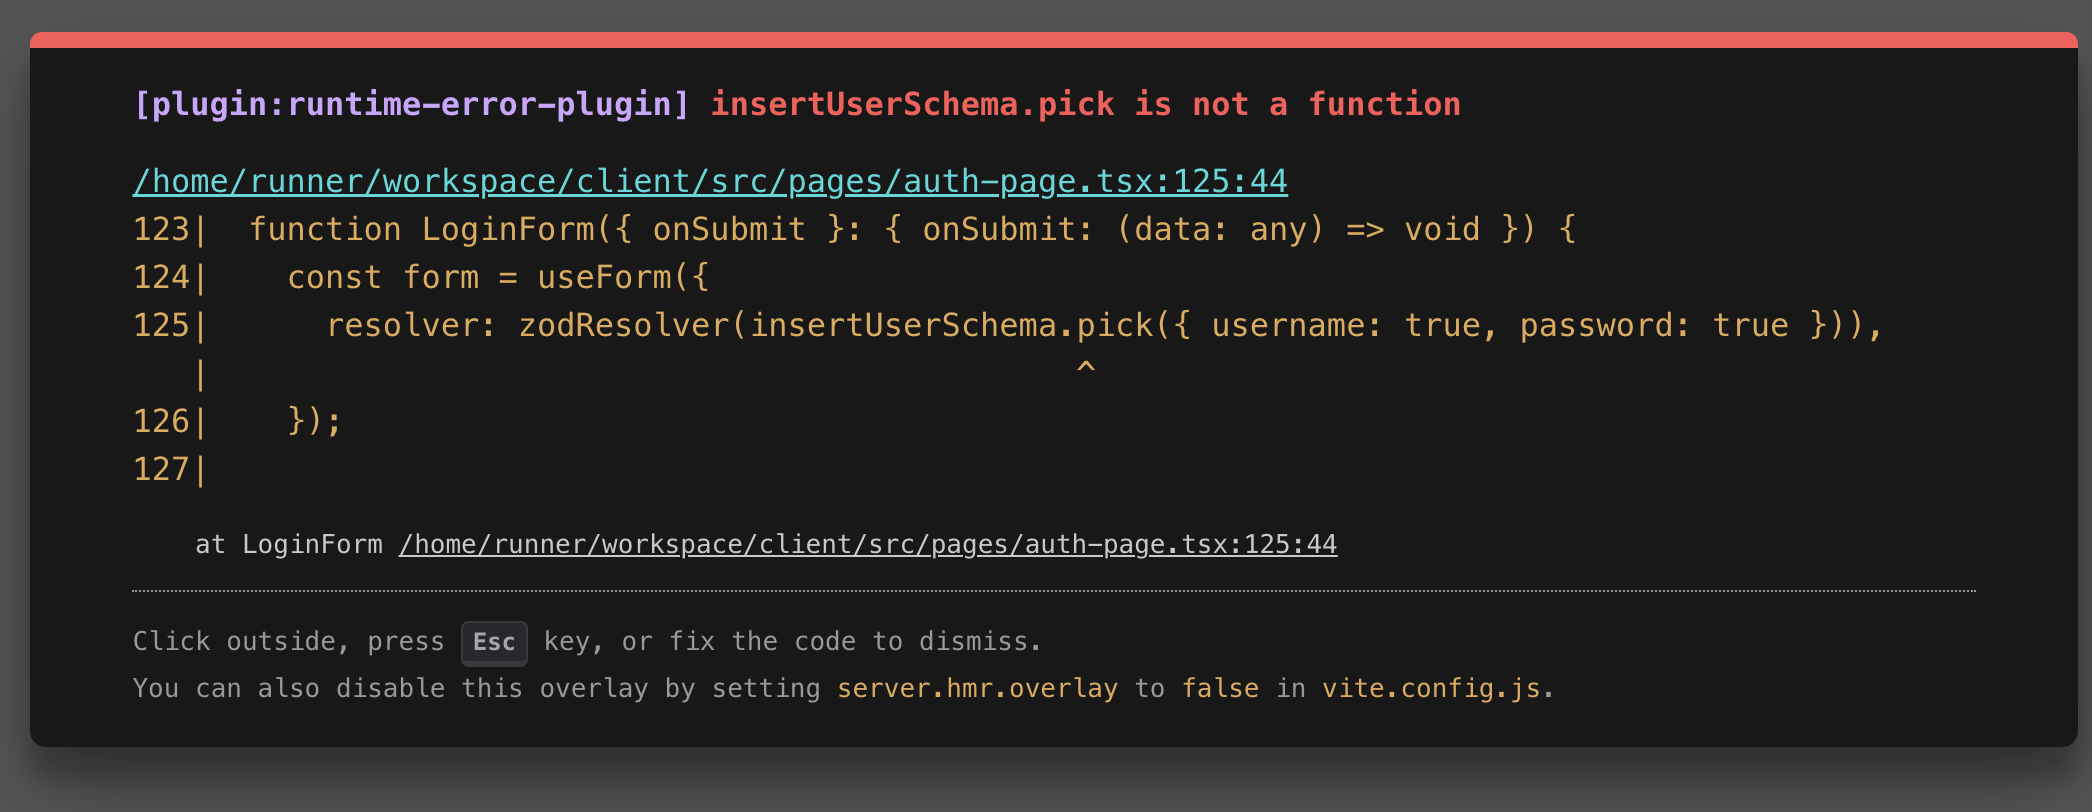 [plugin:runtime-error-plugin] insertUserSchema.pick is not a function
/home/runner/workspace/client/src/pages/auth-page.tsx:125:44
123|  function LoginForm({ onSubmit }: { onSubmit: (data: any) => void }) {
124|    const form = useForm({
125|      resolver: zodResolver(insertUserSchema.pick({ username: true, password: true })),
   |                                             ^
126|    });
127|
at LoginForm /home/runner/workspace/client/src/pages/auth-page.tsx:125:44
Click outside, press Esc key, or fix the code to dismiss.
You can also disable this overlay by setting server.hmr.overlay to false in vite.config.js.